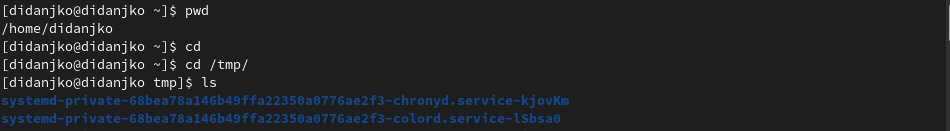 [didanjko@didanjko ~]$ pwd
/home/didanjko
[didanjko@didanjko ~]$ cd
[didanjko@didanjko ~]$ cd /tmp/
[didanjko@didanjko tmp]$ ls
systemd-private-68bea78a146b49ffa22350a0776ae2f3-chronyd.service-kjovKm
systemd-private-68bea78a146b49ffa22350a0776ae2f3-colord.service-lSbsa0